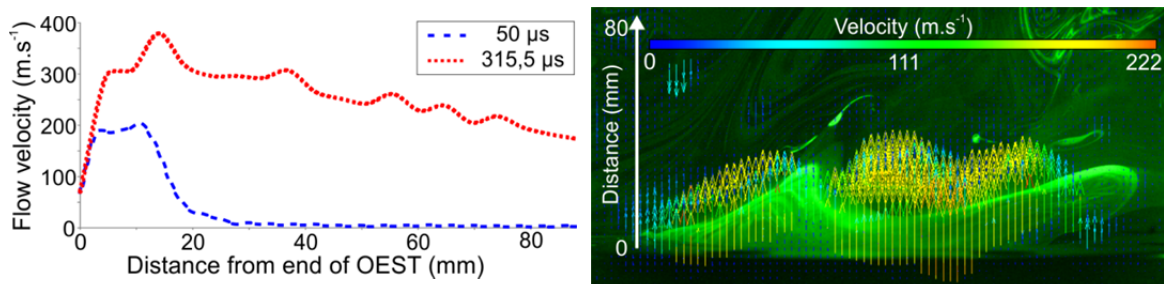 Flow velocity (m.s⁻¹)
400
300
200
100
0
50 µs
315,5 µs
0
20
40
60
80
Distance from end of OEST (mm)
80
Distance (mm)
0
Velocity (m.s⁻¹)
0
111
222